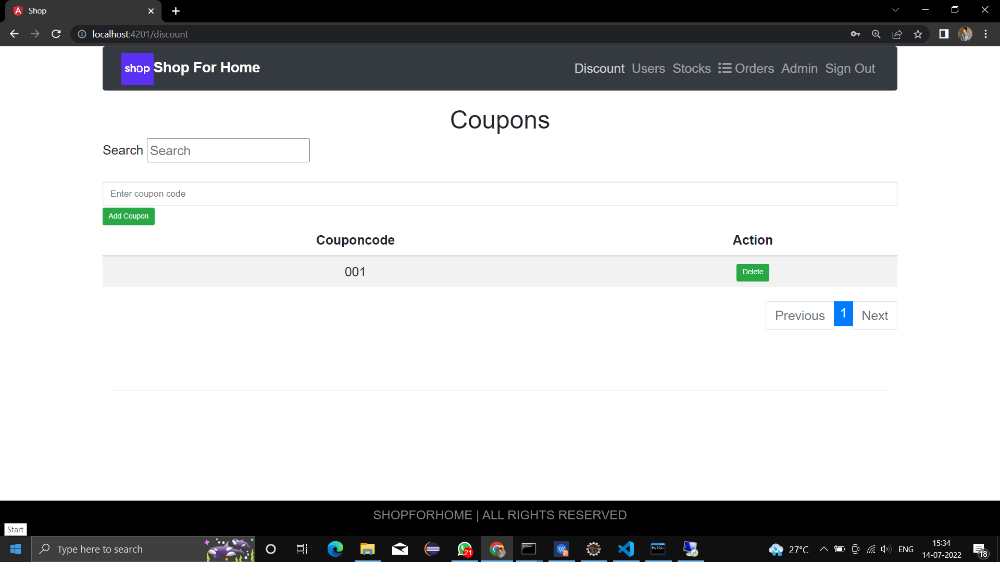 Shop
localhost:4201/discount
shop Shop For Home
Discount Users Stocks Orders Admin Sign Out
Coupons
Search Search
Enter coupon code
Add Coupon
Couponcode Action
001 Delete
Previous 1 Next
SHOPFORHOME | ALL RIGHTS RESERVED
Start
Type here to search
21
MySQL
27°C
ENG
15:34
14-07-2022
18